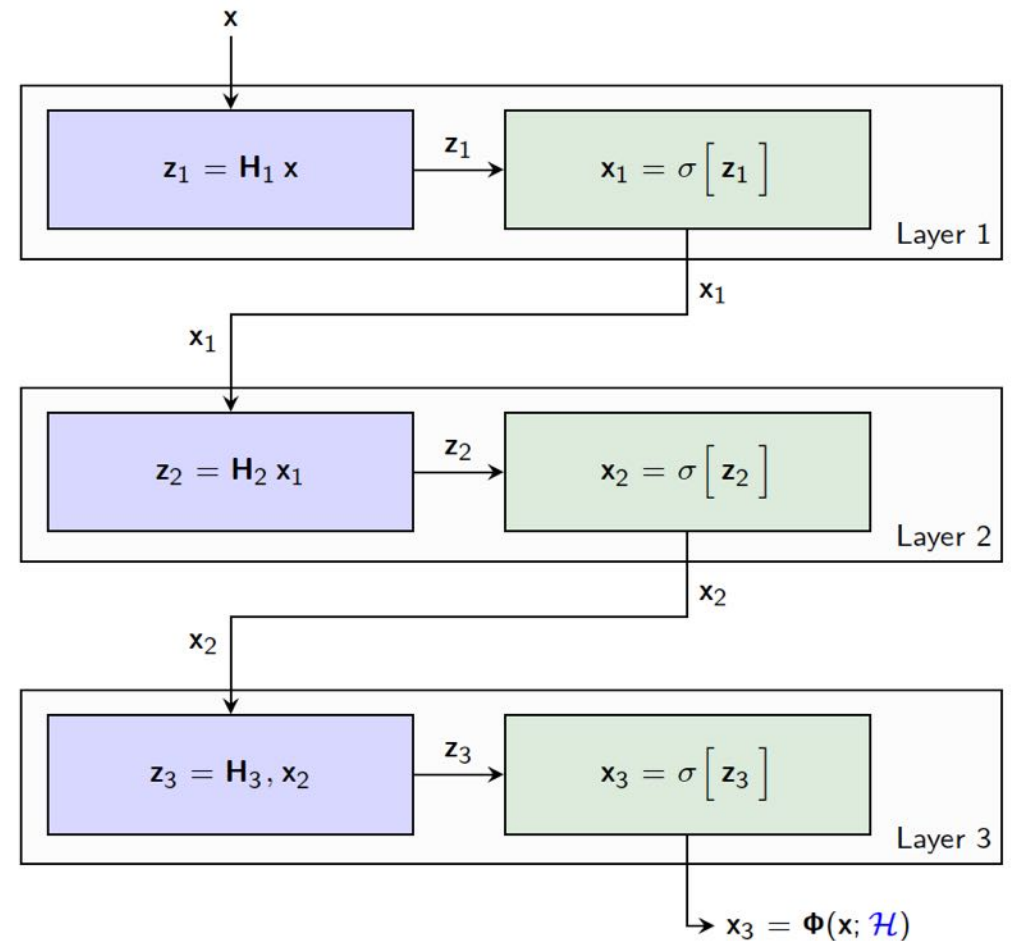 x
z₁ = H₁ x
z₁
x₁ = σ[ z₁ ]
Layer 1
x₁
x₁
z₂ = H₂ x₁
z₂
x₂ = σ[ z₂ ]
Layer 2
x₂
x₂
z₃ = H₃ , x₂
z₃
x₃ = σ[ z₃ ]
Layer 3
x₃ = Φ(x; ℋ)